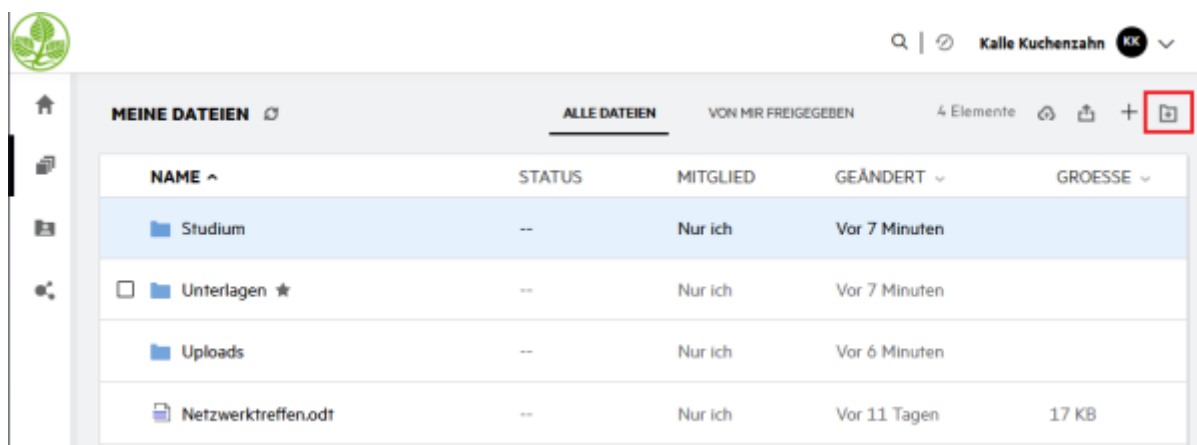 Kalle Kuchenzahn KK
MEINE DATEIEN ALLE DATEIEN VON MIR FREIGEGEBEN 4 Elemente
NAME STATUS MITGLIED GEÄNDERT GROESSE
Studium -- Nur ich Vor 7 Minuten
Unterlagen -- Nur ich Vor 7 Minuten
Uploads -- Nur ich Vor 6 Minuten
Netzwerktreffen.odt -- Nur ich Vor 11 Tagen 17 KB